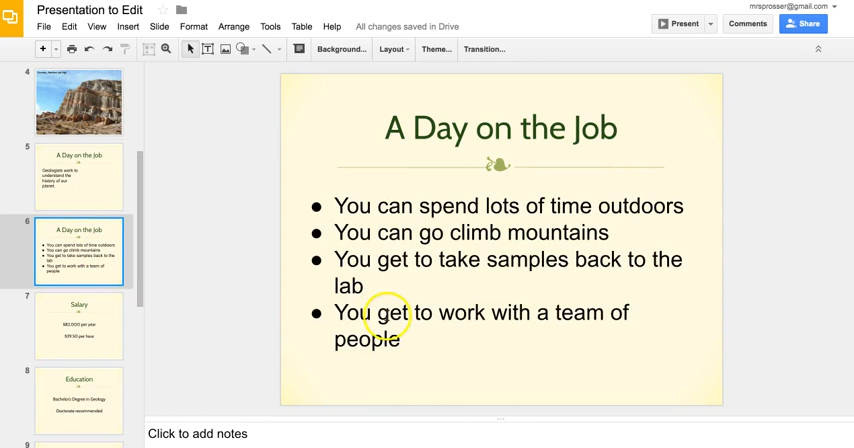 Presentation to Edit
mrsprosser@gmail.com
File Edit View Insert Slide Format Arrange Tools Table Help All changes saved in Drive
Present Comments Share
Background... Layout Theme... Transition...
4
5
A Day on the Job
Geologists work to
understand the
history of our
planet.
6
A Day on the Job
You can spend lots of time outdoors
You can go climb mountains
You get to take samples back to the
lab
You get to work with a team of
people
7
Salary
$82,000 per year
$39.50 per hour
8
Education
Bachelor's Degree in Geology
Doctorate recommended
9
A Day on the Job
● You can spend lots of time outdoors
● You can go climb mountains
● You get to take samples back to the
lab
● You get to work with a team of
people
Click to add notes